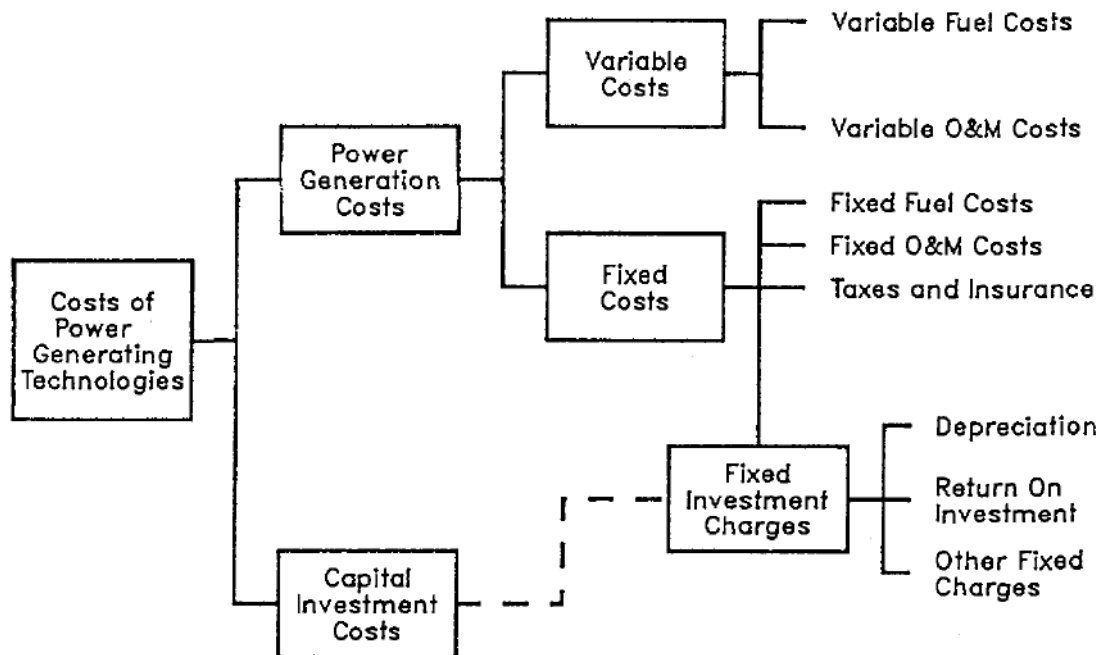 Costs of
Power
Generating
Technologies
Power
Generation
Costs
Capital
Investment
Costs
Variable
Costs
Fixed
Costs
Variable Fuel Costs
Variable O&M Costs
Fixed Fuel Costs
Fixed O&M Costs
Taxes and Insurance
Fixed
Investment
Charges
Depreciation
Return On
Investment
Other Fixed
Charges